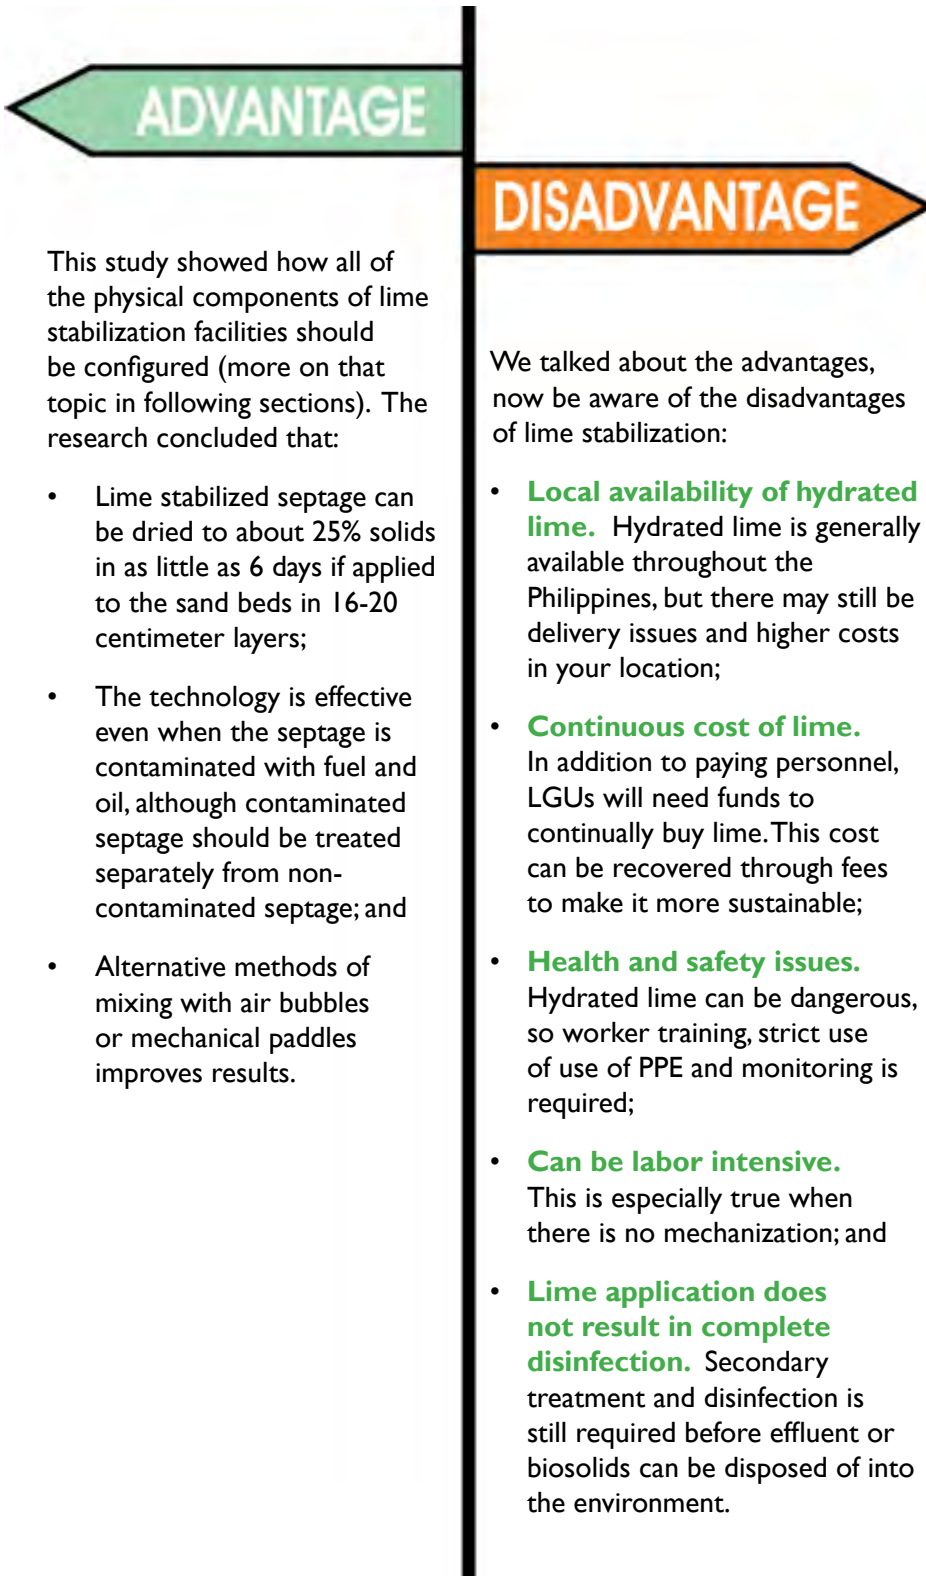 ADVANTAGE
This study showed how all of
the physical components of lime
stabilization facilities should
be configured (more on that
topic in following sections). The
research concluded that:
• Lime stabilized septage can
be dried to about 25% solids
in as little as 6 days if applied
to the sand beds in 16-20
centimeter layers;
• The technology is effective
even when the septage is
contaminated with fuel and
oil, although contaminated
septage should be treated
separately from non-
contaminated septage; and
• Alternative methods of
mixing with air bubbles
or mechanical paddles
improves results.
DISADVANTAGE
We talked about the advantages,
now be aware of the disadvantages
of lime stabilization:
• Local availability of hydrated
lime. Hydrated lime is generally
available throughout the
Philippines, but there may still be
delivery issues and higher costs
in your location;
• Continuous cost of lime.
In addition to paying personnel,
LGUs will need funds to
continually buy lime. This cost
can be recovered through fees
to make it more sustainable;
• Health and safety issues.
Hydrated lime can be dangerous,
so worker training, strict use
of use of PPE and monitoring is
required;
• Can be labor intensive.
This is especially true when
there is no mechanization; and
• Lime application does
not result in complete
disinfection. Secondary
treatment and disinfection is
still required before effluent or
biosolids can be disposed of into
the environment.